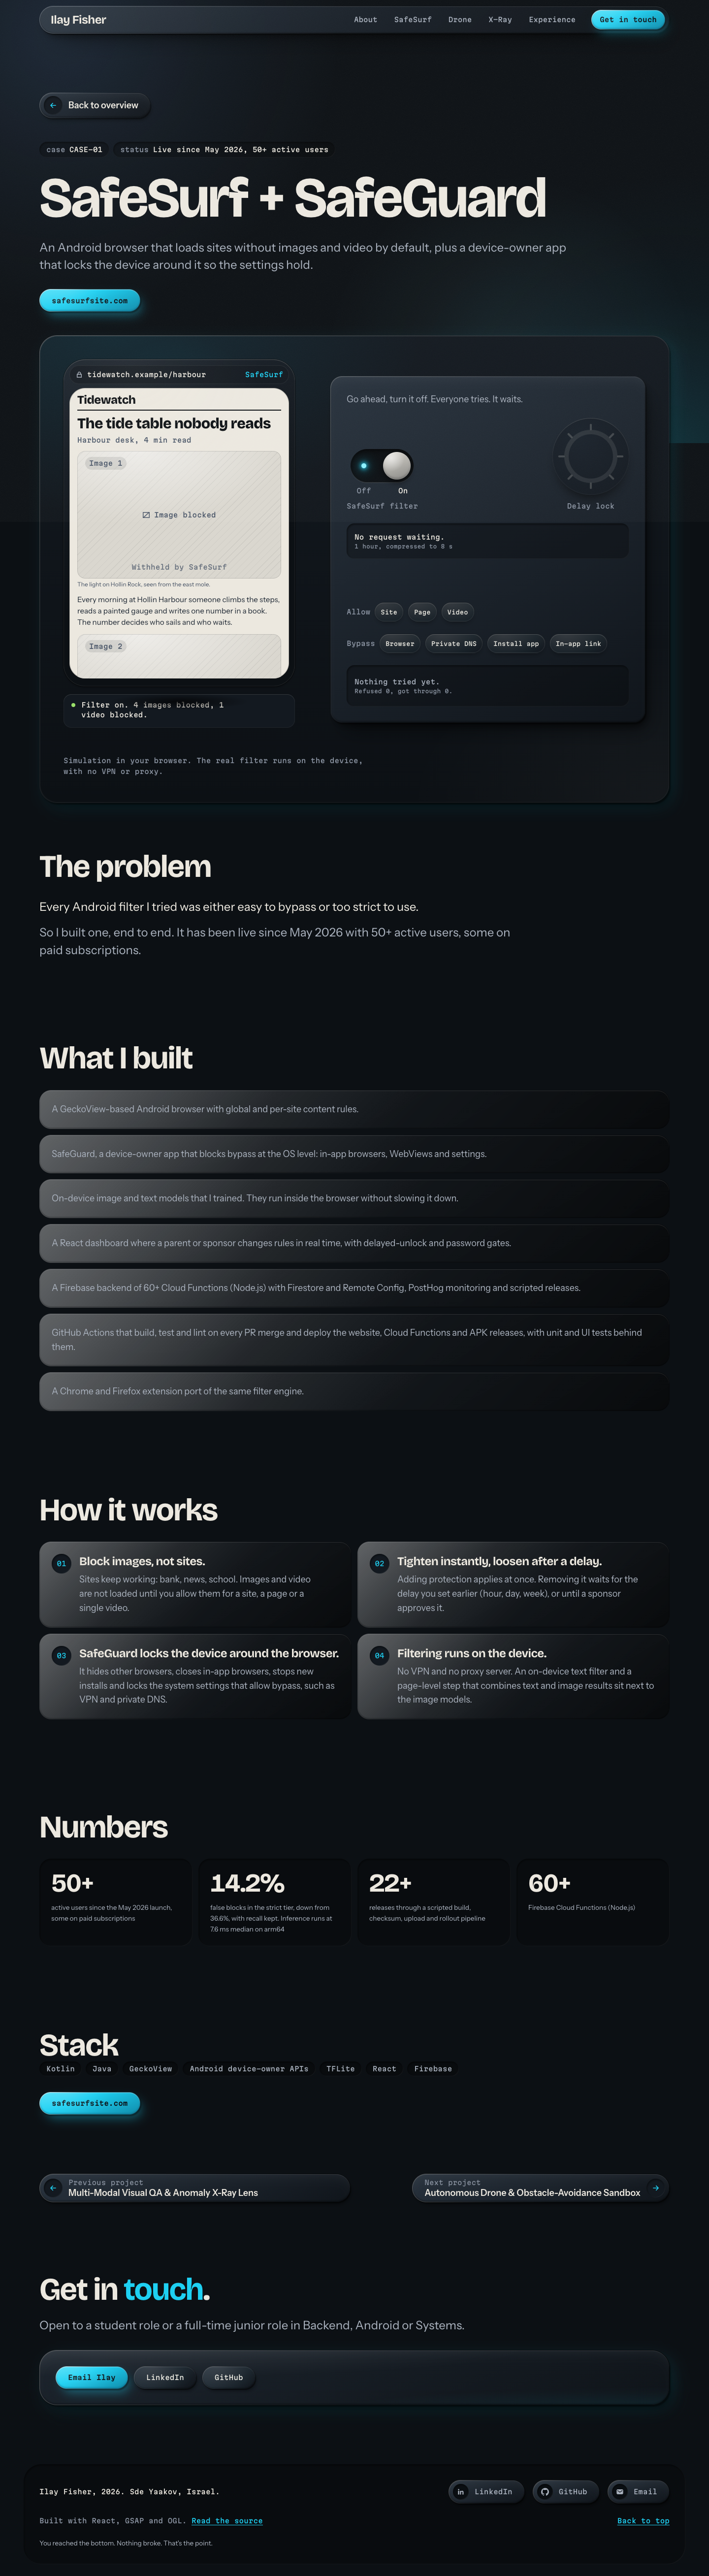 Ilay Fisher
About
SafeSurf
Drone
X-Ray
Experience
Get in touch
Back to overview
case CASE-01
status Live since May 2026, 50+ active users
SafeSurf + SafeGuard
An Android browser that loads sites without images and video by default, plus a device-owner app
that locks the device around it so the settings hold.
safesurfsite.com
tidewatch.example/harbour
SafeSurf
Tidewatch
The tide table nobody reads
Harbour desk, 4 min read
Image 1
Image blocked
Withheld by SafeSurf
The light on Hollin Rock, seen from the east mole.
Every morning at Hollin Harbour someone climbs the steps,
reads a painted gauge and writes one number in a book.
The number decides who sails and who waits.
Image 2
Filter on. 4 images blocked, 1
video blocked.
Go ahead, turn it off. Everyone tries. It waits.
Off
On
SafeSurf filter
Delay lock
No request waiting.
1 hour, compressed to 8 s
Allow
Site
Page
Video
Bypass
Browser
Private DNS
Install app
In-app link
Nothing tried yet.
Refused 0, got through 0.
Simulation in your browser. The real filter runs on the device,
with no VPN or proxy.
The problem
Every Android filter I tried was either easy to bypass or too strict to use.
So I built one, end to end. It has been live since May 2026 with 50+ active users, some on
paid subscriptions.
What I built
A GeckoView-based Android browser with global and per-site content rules.
SafeGuard, a device-owner app that blocks bypass at the OS level: in-app browsers, WebViews and settings.
On-device image and text models that I trained. They run inside the browser without slowing it down.
A React dashboard where a parent or sponsor changes rules in real time, with delayed-unlock and password gates.
A Firebase backend of 60+ Cloud Functions (Node.js) with Firestore and Remote Config, PostHog monitoring and scripted releases.
GitHub Actions that build, test and lint on every PR merge and deploy the website, Cloud Functions and APK releases, with unit and UI tests behind
them.
A Chrome and Firefox extension port of the same filter engine.
How it works
01
Block images, not sites.
Sites keep working: bank, news, school. Images and video
are not loaded until you allow them for a site, a page or a
single video.
02
Tighten instantly, loosen after a delay.
Adding protection applies at once. Removing it waits for the
delay you set earlier (hour, day, week), or until a sponsor
approves it.
03
SafeGuard locks the device around the browser.
It hides other browsers, closes in-app browsers, stops new
installs and locks the system settings that allow bypass, such as
VPN and private DNS.
04
Filtering runs on the device.
No VPN and no proxy server. An on-device text filter and a
page-level step that combines text and image results sit next to
the image models.
Numbers
50+
active users since the May 2026 launch,
some on paid subscriptions
14.2%
false blocks in the strict tier, down from
36.6%, with recall kept. Inference runs at
7.6 ms median on arm64
22+
releases through a scripted build,
checksum, upload and rollout pipeline
60+
Firebase Cloud Functions (Node.js)
Stack
Kotlin
Java
GeckoView
Android device-owner APIs
TFLite
React
Firebase
safesurfsite.com
Previous project
Multi-Modal Visual QA & Anomaly X-Ray Lens
Next project
Autonomous Drone & Obstacle-Avoidance Sandbox
Get in touch.
Open to a student role or a full-time junior role in Backend, Android or Systems.
Email Ilay
LinkedIn
GitHub
Ilay Fisher, 2026. Sde Yaakov, Israel.
LinkedIn
GitHub
Email
Built with React, GSAP and OGL. Read the source
Back to top
You reached the bottom. Nothing broke. That's the point.